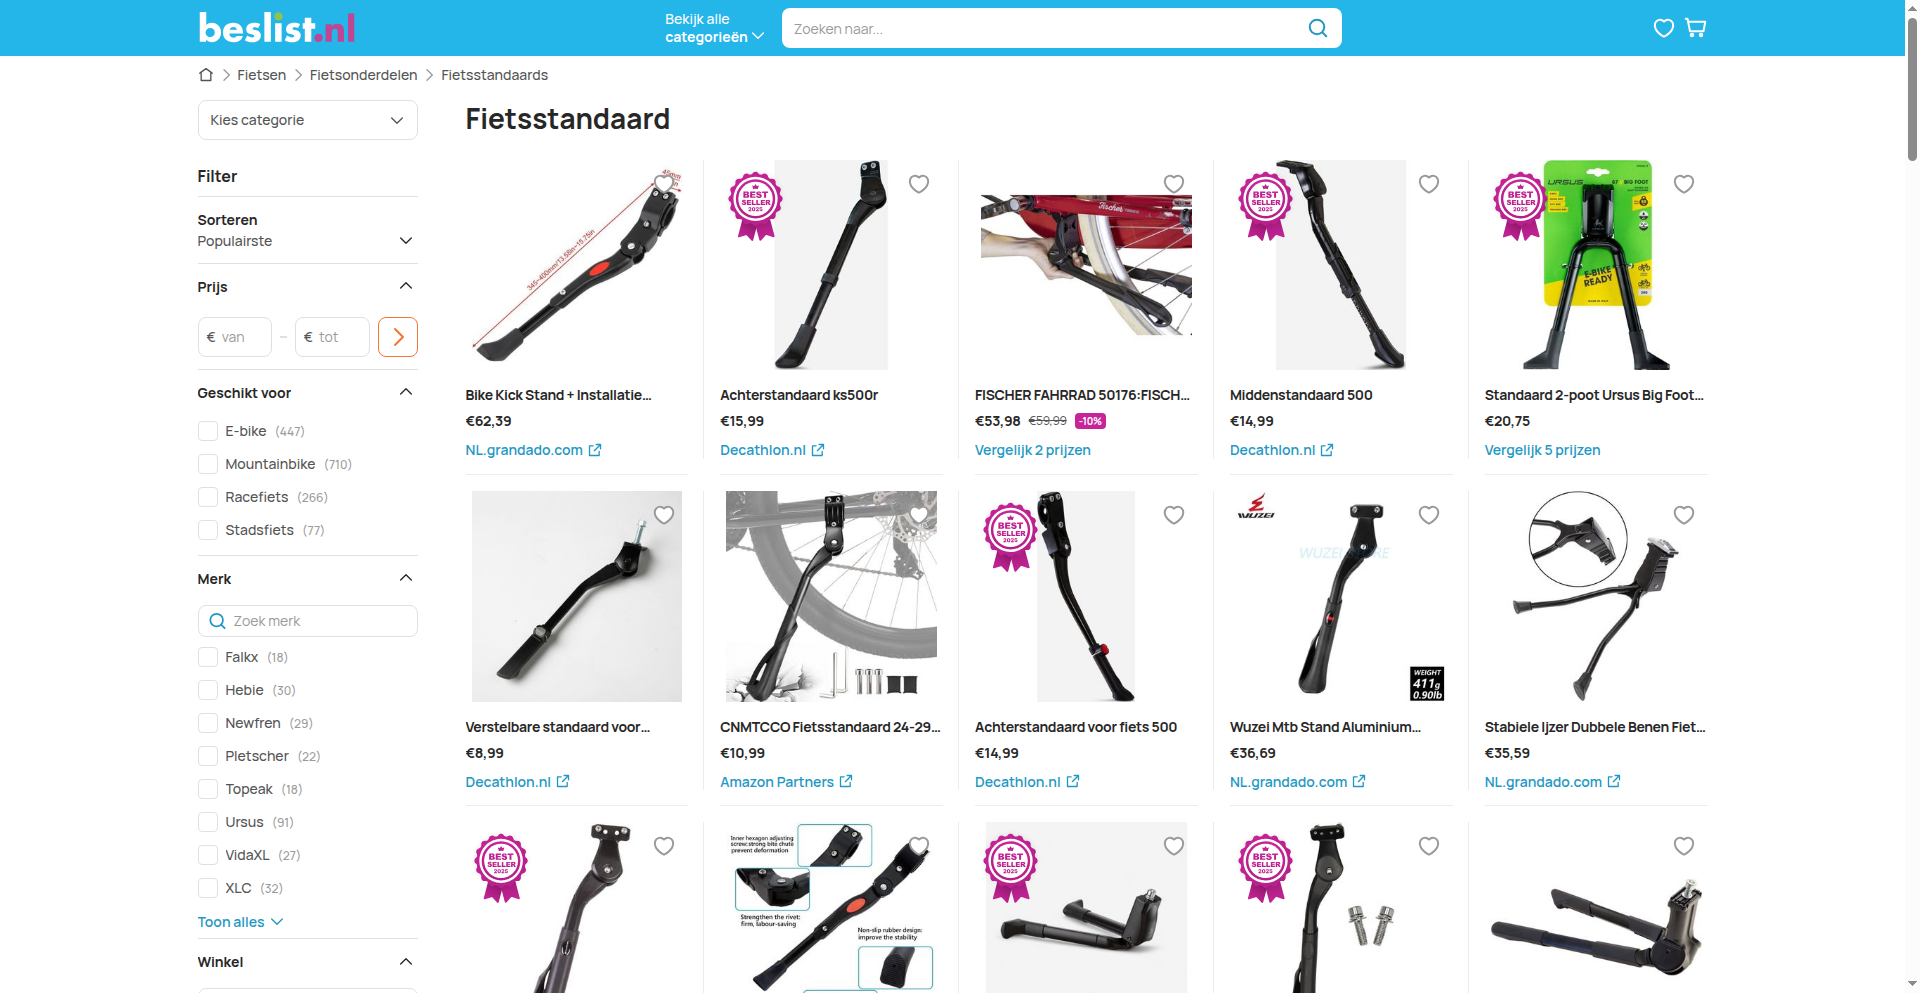 beslist.nl
Bekijk alle
categorieën
Zoeken naar...
Fietsen
Fietsonderdelen
Fietsstandaards
Kies categorie
Fietsstandaard
Filter
Sorteren
Populairste
Prijs
€ van
–
€ tot
Geschikt voor
E-bike (447)
Mountainbike (710)
Racefiets (266)
Stadsfiets (77)
Merk
Zoek merk
Falkx (18)
Hebie (30)
Newfren (29)
Pletscher (22)
Topeak (18)
Ursus (91)
VidaXL (27)
XLC (32)
Toon alles
Winkel
345~400mm/13.58in~15.75in
Bike Kick Stand + Installatie...
€62,39
NL.grandado.com
BEST
SELLER
2025
Achterstandaard ks500r
€15,99
Decathlon.nl
fischer
FISCHER FAHRRAD 50176:FISCH...
€53,98 €59,99 -10%
Vergelijk 2 prijzen
BEST
SELLER
2025
Middenstandaard 500
€14,99
Decathlon.nl
BEST
SELLER
2025
URSUS
BIG FOOT
E-BIKE
READY
Standaard 2-poot Ursus Big Foot...
€20,75
Vergelijk 5 prijzen
Verstelbare standaard voor...
€8,99
Decathlon.nl
CNMTCCO Fietsstandaard 24-29...
€10,99
Amazon Partners
BEST
SELLER
2025
Achterstandaard voor fiets 500
€14,99
Decathlon.nl
WUZEI
WEIGHT
411g
0.90lb
Wuzei Mtb Stand Aluminium...
€36,69
NL.grandado.com
Stabiele Ijzer Dubbele Benen Fiet...
€35,59
NL.grandado.com
BEST
SELLER
2025
Inner hexagon adjusting
screw:strong bite chute
prevent deformation
Strengthen the rivet:
firm, labour-saving
Non-slip rubber design:
improve the stability
BEST
SELLER
2025
BEST
SELLER
2025